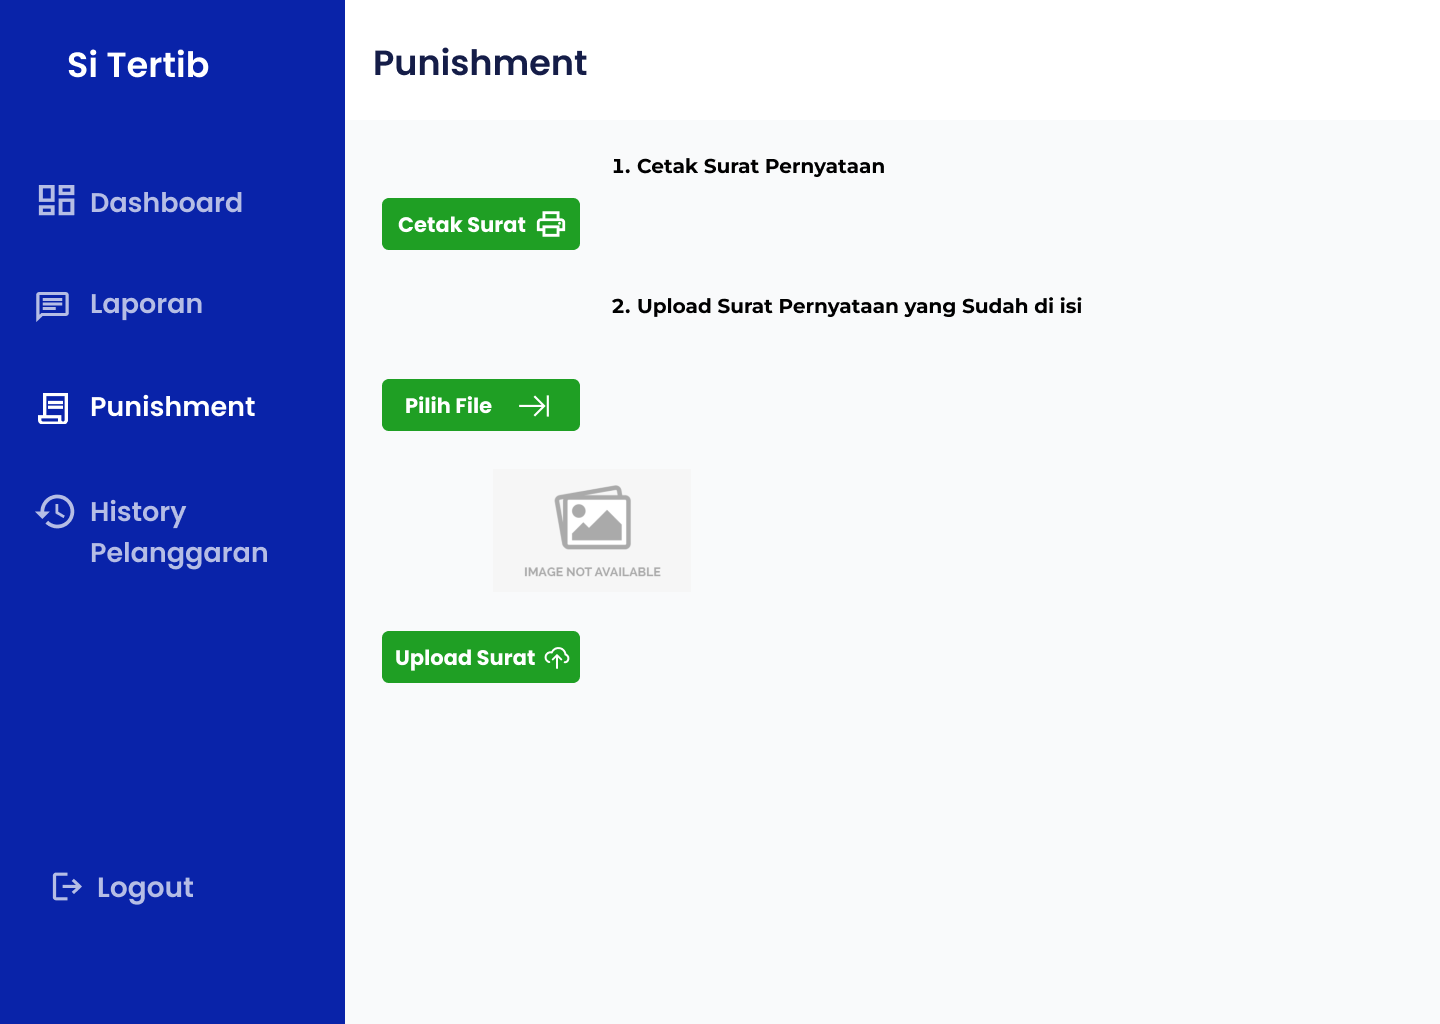 Si Tertib
Punishment
Dashboard
Laporan
Punishment
History
Pelanggaran
Logout
1. Cetak Surat Pernyataan
Cetak Surat
2. Upload Surat Pernyataan yang Sudah di isi
Pilih File
IMAGE NOT AVAILABLE
Upload Surat